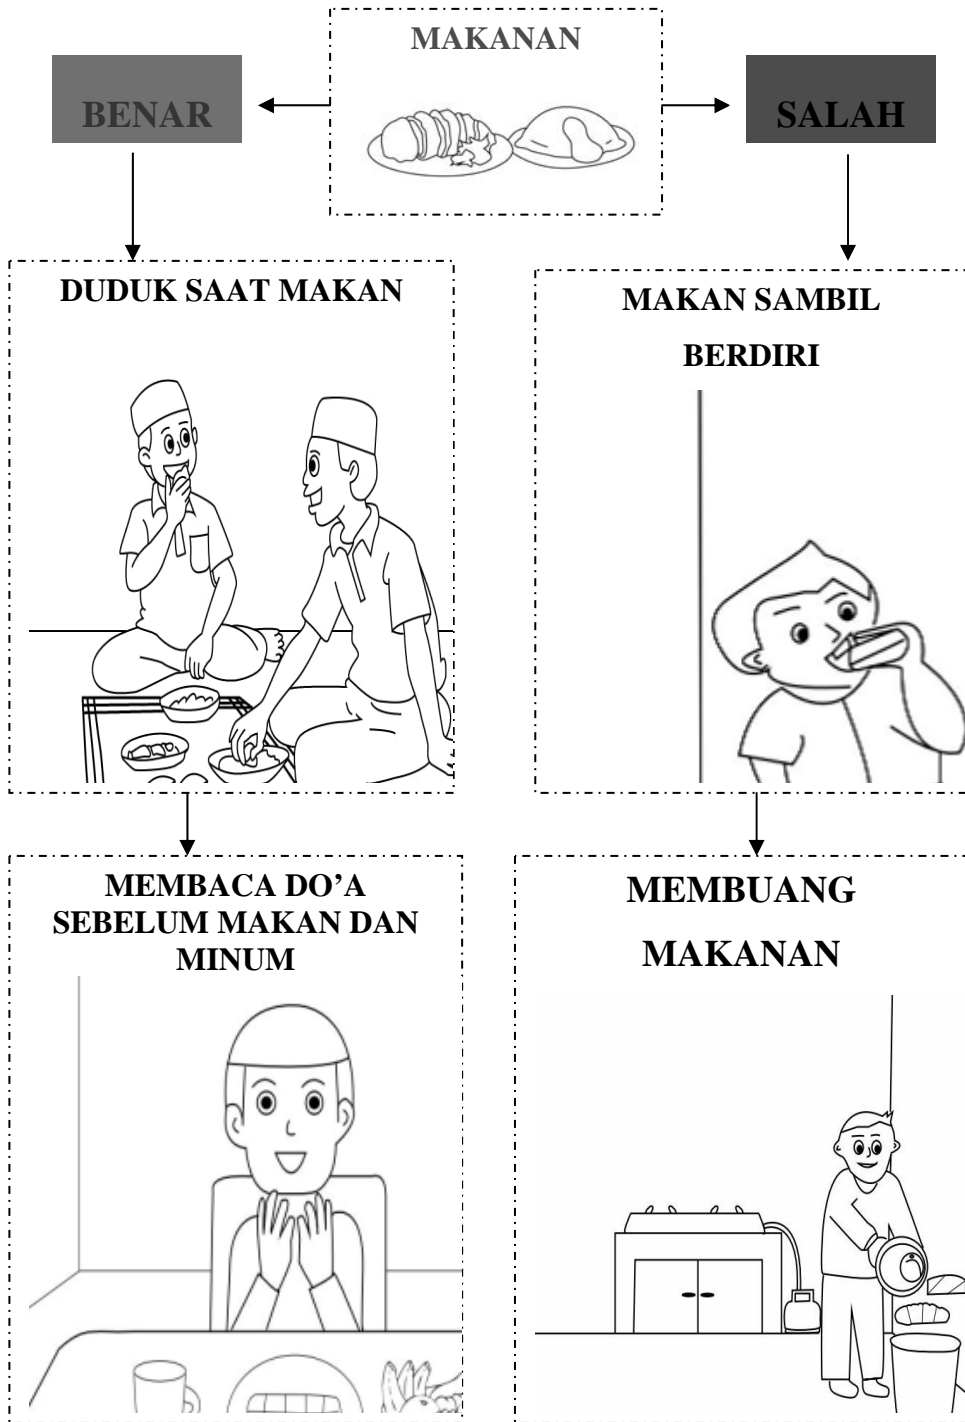 MAKANAN
BENAR
SALAH
DUDUK SAAT MAKAN
MAKAN SAMBIL
BERDIRI
MEMBACA DO’A
SEBELUM MAKAN DAN
MINUM
MEMBUANG
MAKANAN